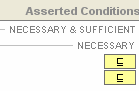 Asserted Conditions
NECESSARY & SUFFICIENT
NECESSARY
⊑
⊑